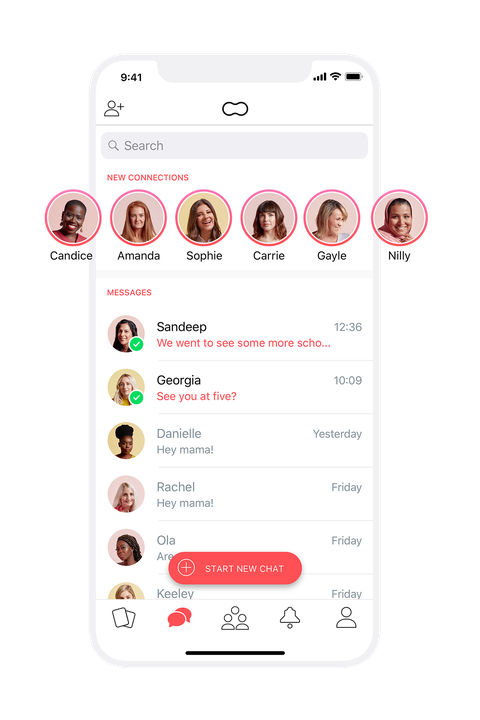 9:41
Search
NEW CONNECTIONS
Candice Amanda Sophie Carrie Gayle Nilly
MESSAGES
Sandeep 12:36
We went to see some more scho...
Georgia 10:09
See you at five?
Danielle Yesterday
Hey mama!
Rachel Friday
Hey mama!
Ola Friday
START NEW CHAT
Keeley Friday